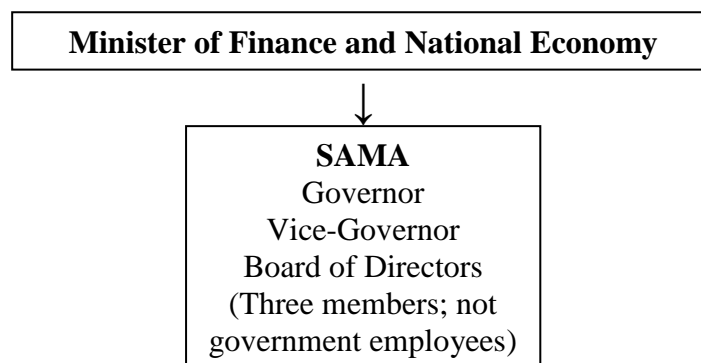 Minister of Finance and National Economy
SAMA
Governor
Vice-Governor
Board of Directors
(Three members; not
government employees)